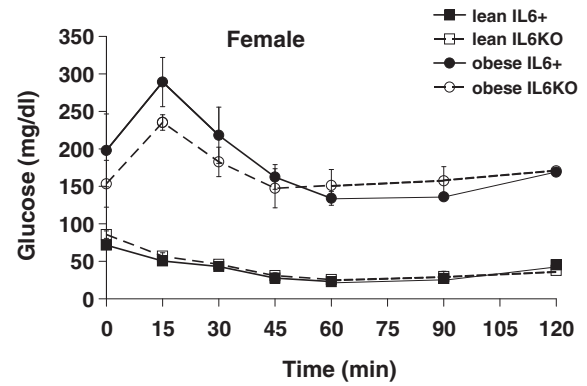 lean IL6+
lean IL6KO
obese IL6+
obese IL6KO
Female
Glucose (mg/dl)
350
300
250
200
150
100
50
0
0 15 30 45 60 75 90 105 120
Time (min)